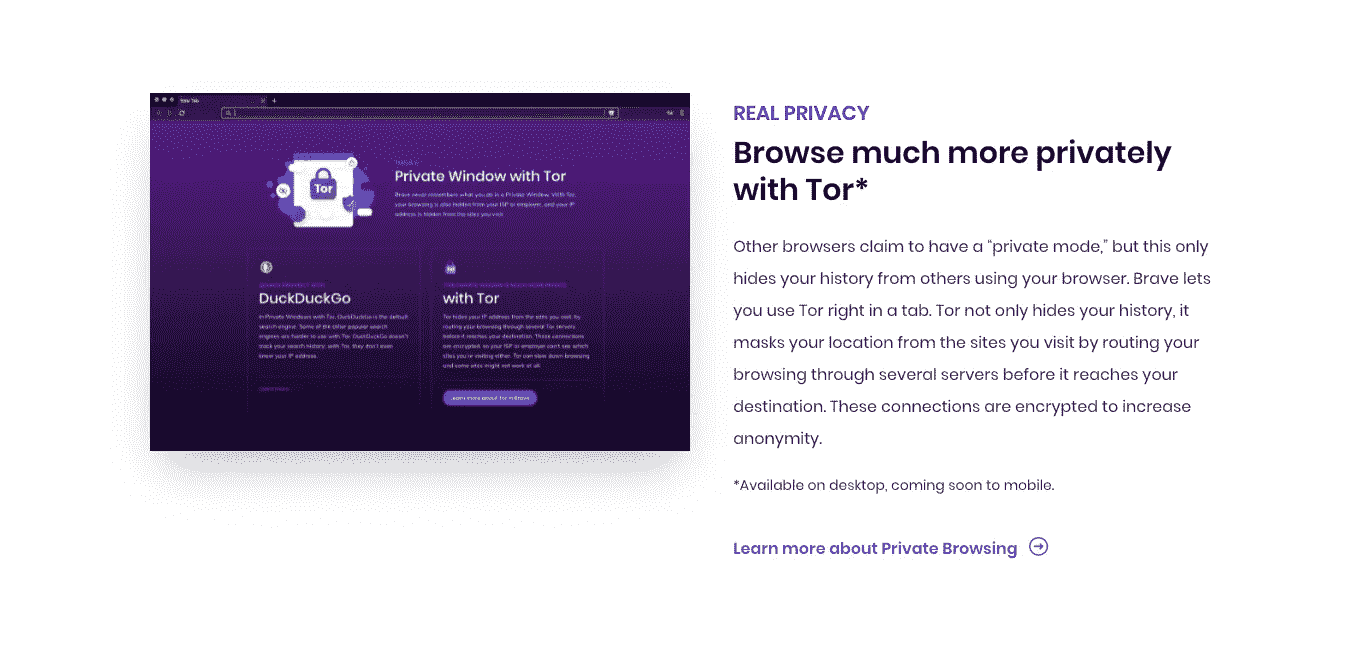 REAL PRIVACY
Browse much more privately
with Tor*
Other browsers claim to have a “private mode,” but this only
hides your history from others using your browser. Brave lets
you use Tor right in a tab. Tor not only hides your history, it
masks your location from the sites you visit by routing your
browsing through several servers before it reaches your
destination. These connections are encrypted to increase
anonymity.
*Available on desktop, coming soon to mobile.
Learn more about Private Browsing
Tor
Private Window with Tor
Brave never remembers what you do in a Private Window. With Tor,
your browsing is also hidden from your ISP or employer, and your IP
address is hidden from the sites you visit.
DuckDuckGo
In Private Windows with Tor, DuckDuckGo is the default
search engine. Some of the other popular search
engines are harder to use with Tor. DuckDuckGo doesn't
track your search history; with Tor, they don't even
know your IP address.
with Tor
Tor hides your IP address from the sites you visit, by
routing your browsing through several Tor servers
before it reaches your destination. These connections
are encrypted, so your ISP or employer can't see which
sites you're visiting either. Tor can slow down browsing
and some sites might not work at all.
Learn more about Tor in Brave